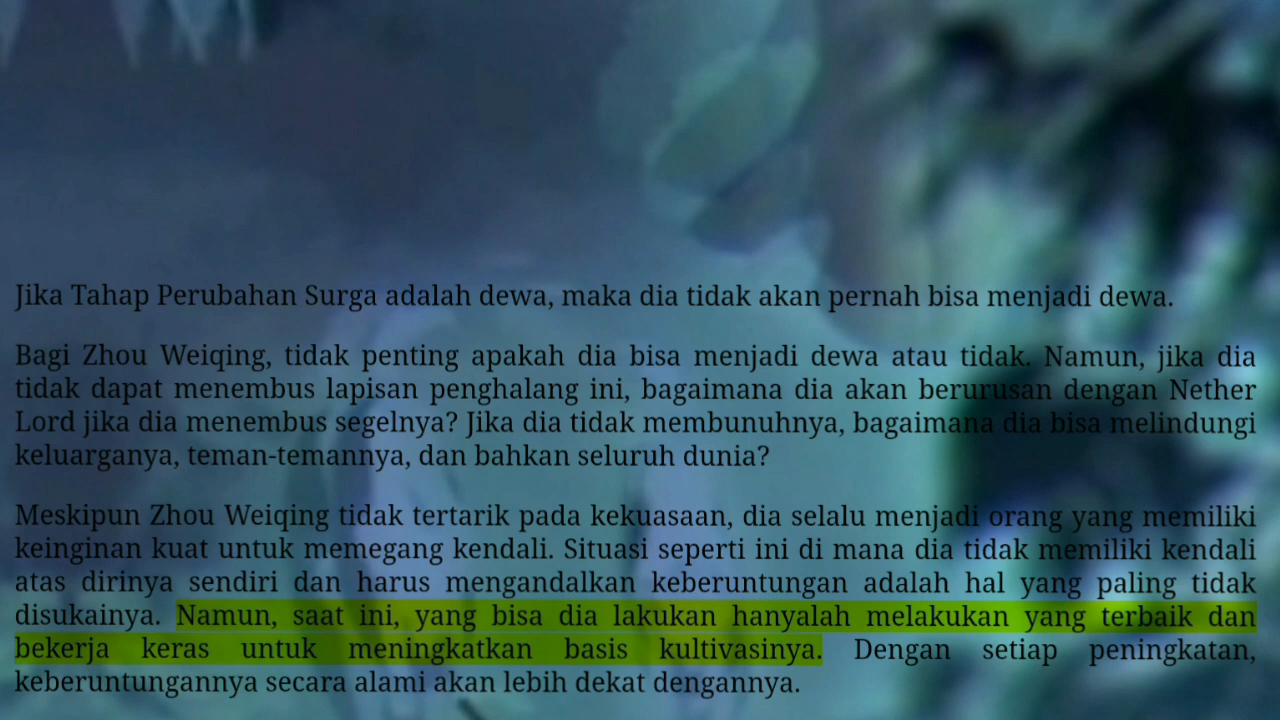 Jika Tahap Perubahan Surga adalah dewa, maka dia tidak akan pernah bisa menjadi dewa.
Bagi Zhou Weiqing, tidak penting apakah dia bisa menjadi dewa atau tidak. Namun, jika dia
tidak dapat menembus lapisan penghalang ini, bagaimana dia akan berurusan dengan Nether
Lord jika dia menembus segelnya? Jika dia tidak membunuhnya, bagaimana dia bisa melindungi
keluarganya, teman-temannya, dan bahkan seluruh dunia?
Meskipun Zhou Weiqing tidak tertarik pada kekuasaan, dia selalu menjadi orang yang memiliki
keinginan kuat untuk memegang kendali. Situasi seperti ini di mana dia tidak memiliki kendali
atas dirinya sendiri dan harus mengandalkan keberuntungan adalah hal yang paling tidak
disukainya. Namun, saat ini, yang bisa dia lakukan hanyalah melakukan yang terbaik dan
bekerja keras untuk meningkatkan basis kultivasinya. Dengan setiap peningkatan,
keberuntungannya secara alami akan lebih dekat dengannya.